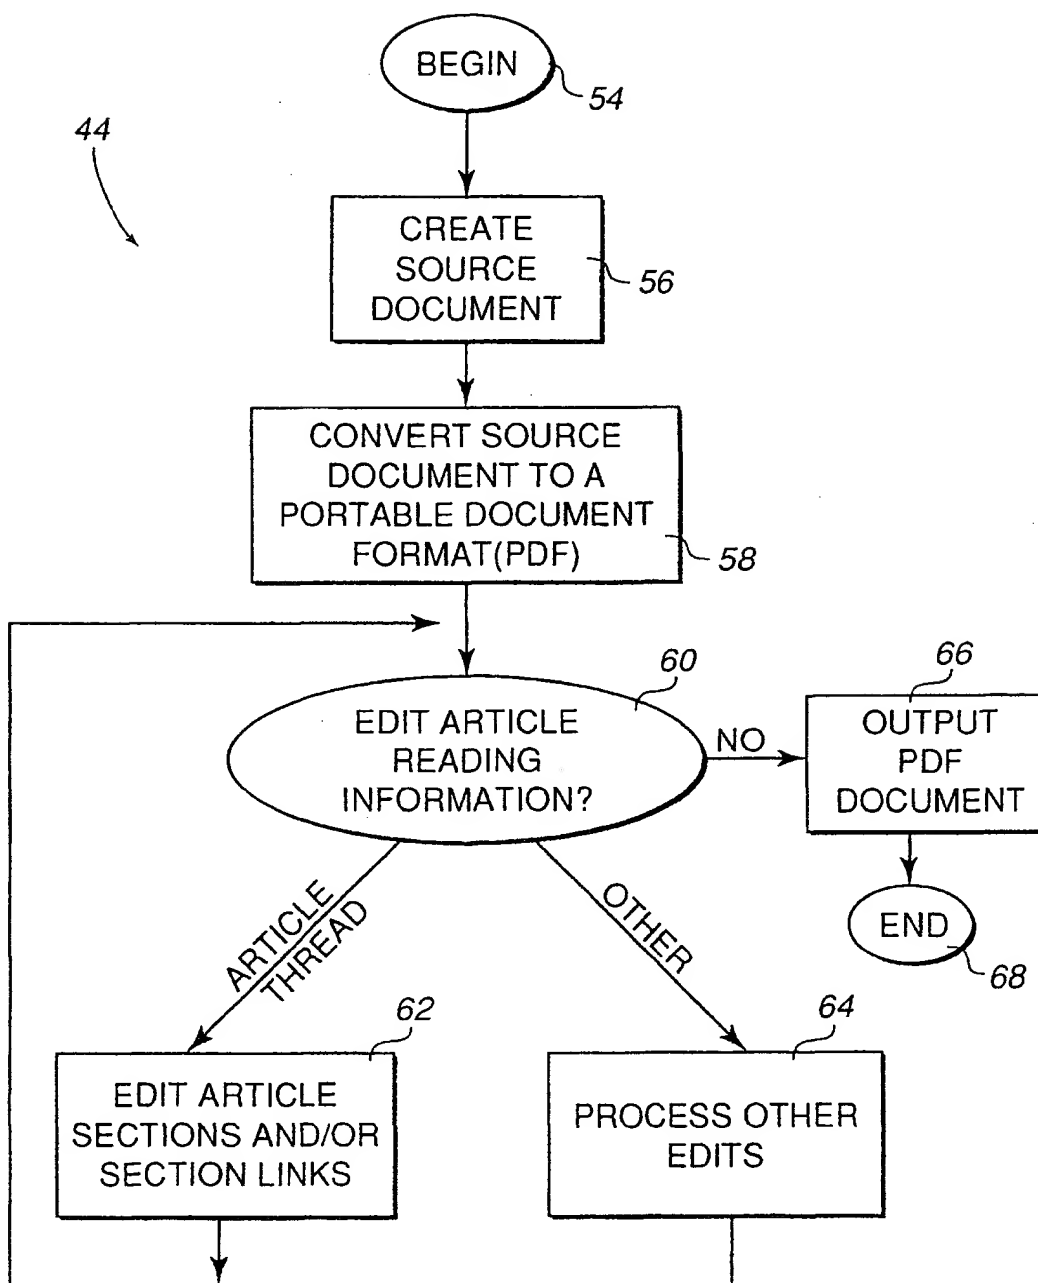 BEGIN
54
44
CREATE
SOURCE
DOCUMENT
56
CONVERT SOURCE
DOCUMENT TO A
PORTABLE DOCUMENT
FORMAT(PDF)
58
60
EDIT ARTICLE
READING
INFORMATION?
NO
66
OUTPUT
PDF
DOCUMENT
END
68
ARTICLE
THREAD
OTHER
62
EDIT ARTICLE
SECTIONS AND/OR
SECTION LINKS
64
PROCESS OTHER
EDITS